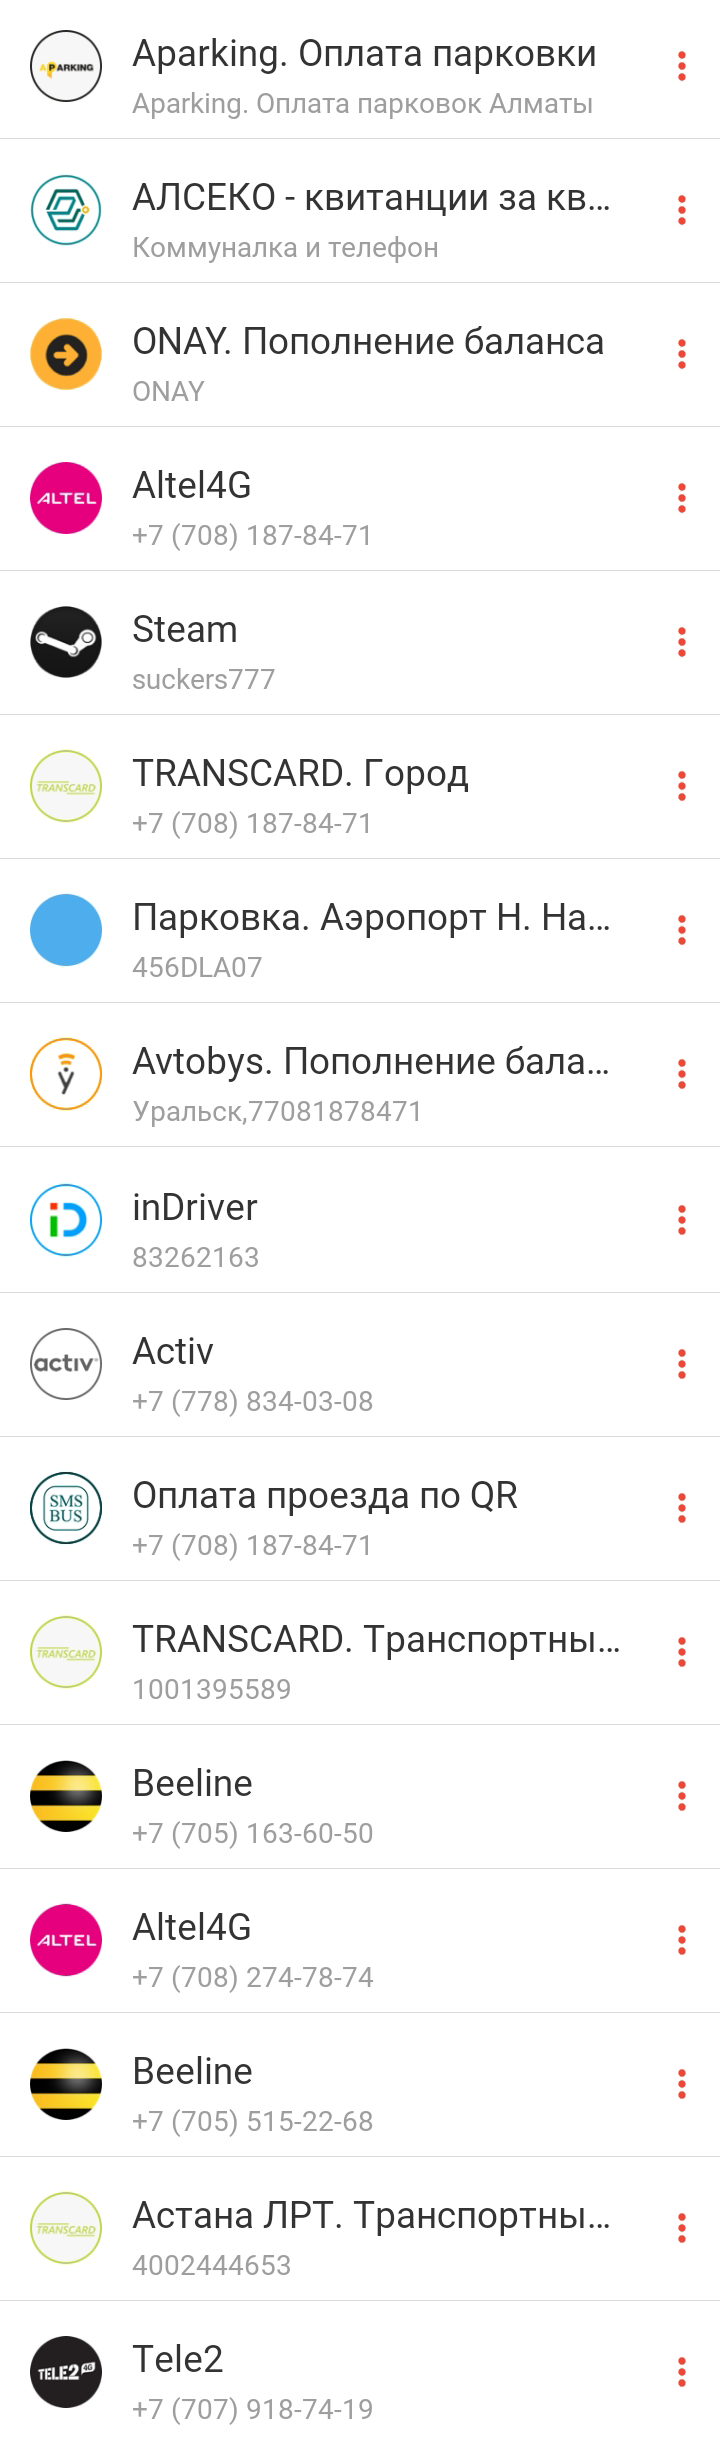 APARKING
Aparking. Оплата парковки
Aparking. Оплата парковок Алматы
АЛСЕКО - квитанции за кв...
Коммуналка и телефон
ONAY. Пополнение баланса
ONAY
ALTEL
Altel4G
+7 (708) 187-84-71
Steam
suckers777
TRANSCARD
TRANSCARD. Город
+7 (708) 187-84-71
Парковка. Аэропорт Н. На...
456DLA07
Avtobys. Пополнение бала...
Уральск,77081878471
iD
inDriver
83262163
activ
Activ
+7 (778) 834-03-08
SMS
BUS
Оплата проезда по QR
+7 (708) 187-84-71
TRANSCARD
TRANSCARD. Транспортны...
1001395589
Beeline
+7 (705) 163-60-50
ALTEL
Altel4G
+7 (708) 274-78-74
Beeline
+7 (705) 515-22-68
TRANSCARD
Астана ЛРТ. Транспортны...
4002444653
TELE2 4G
Tele2
+7 (707) 918-74-19